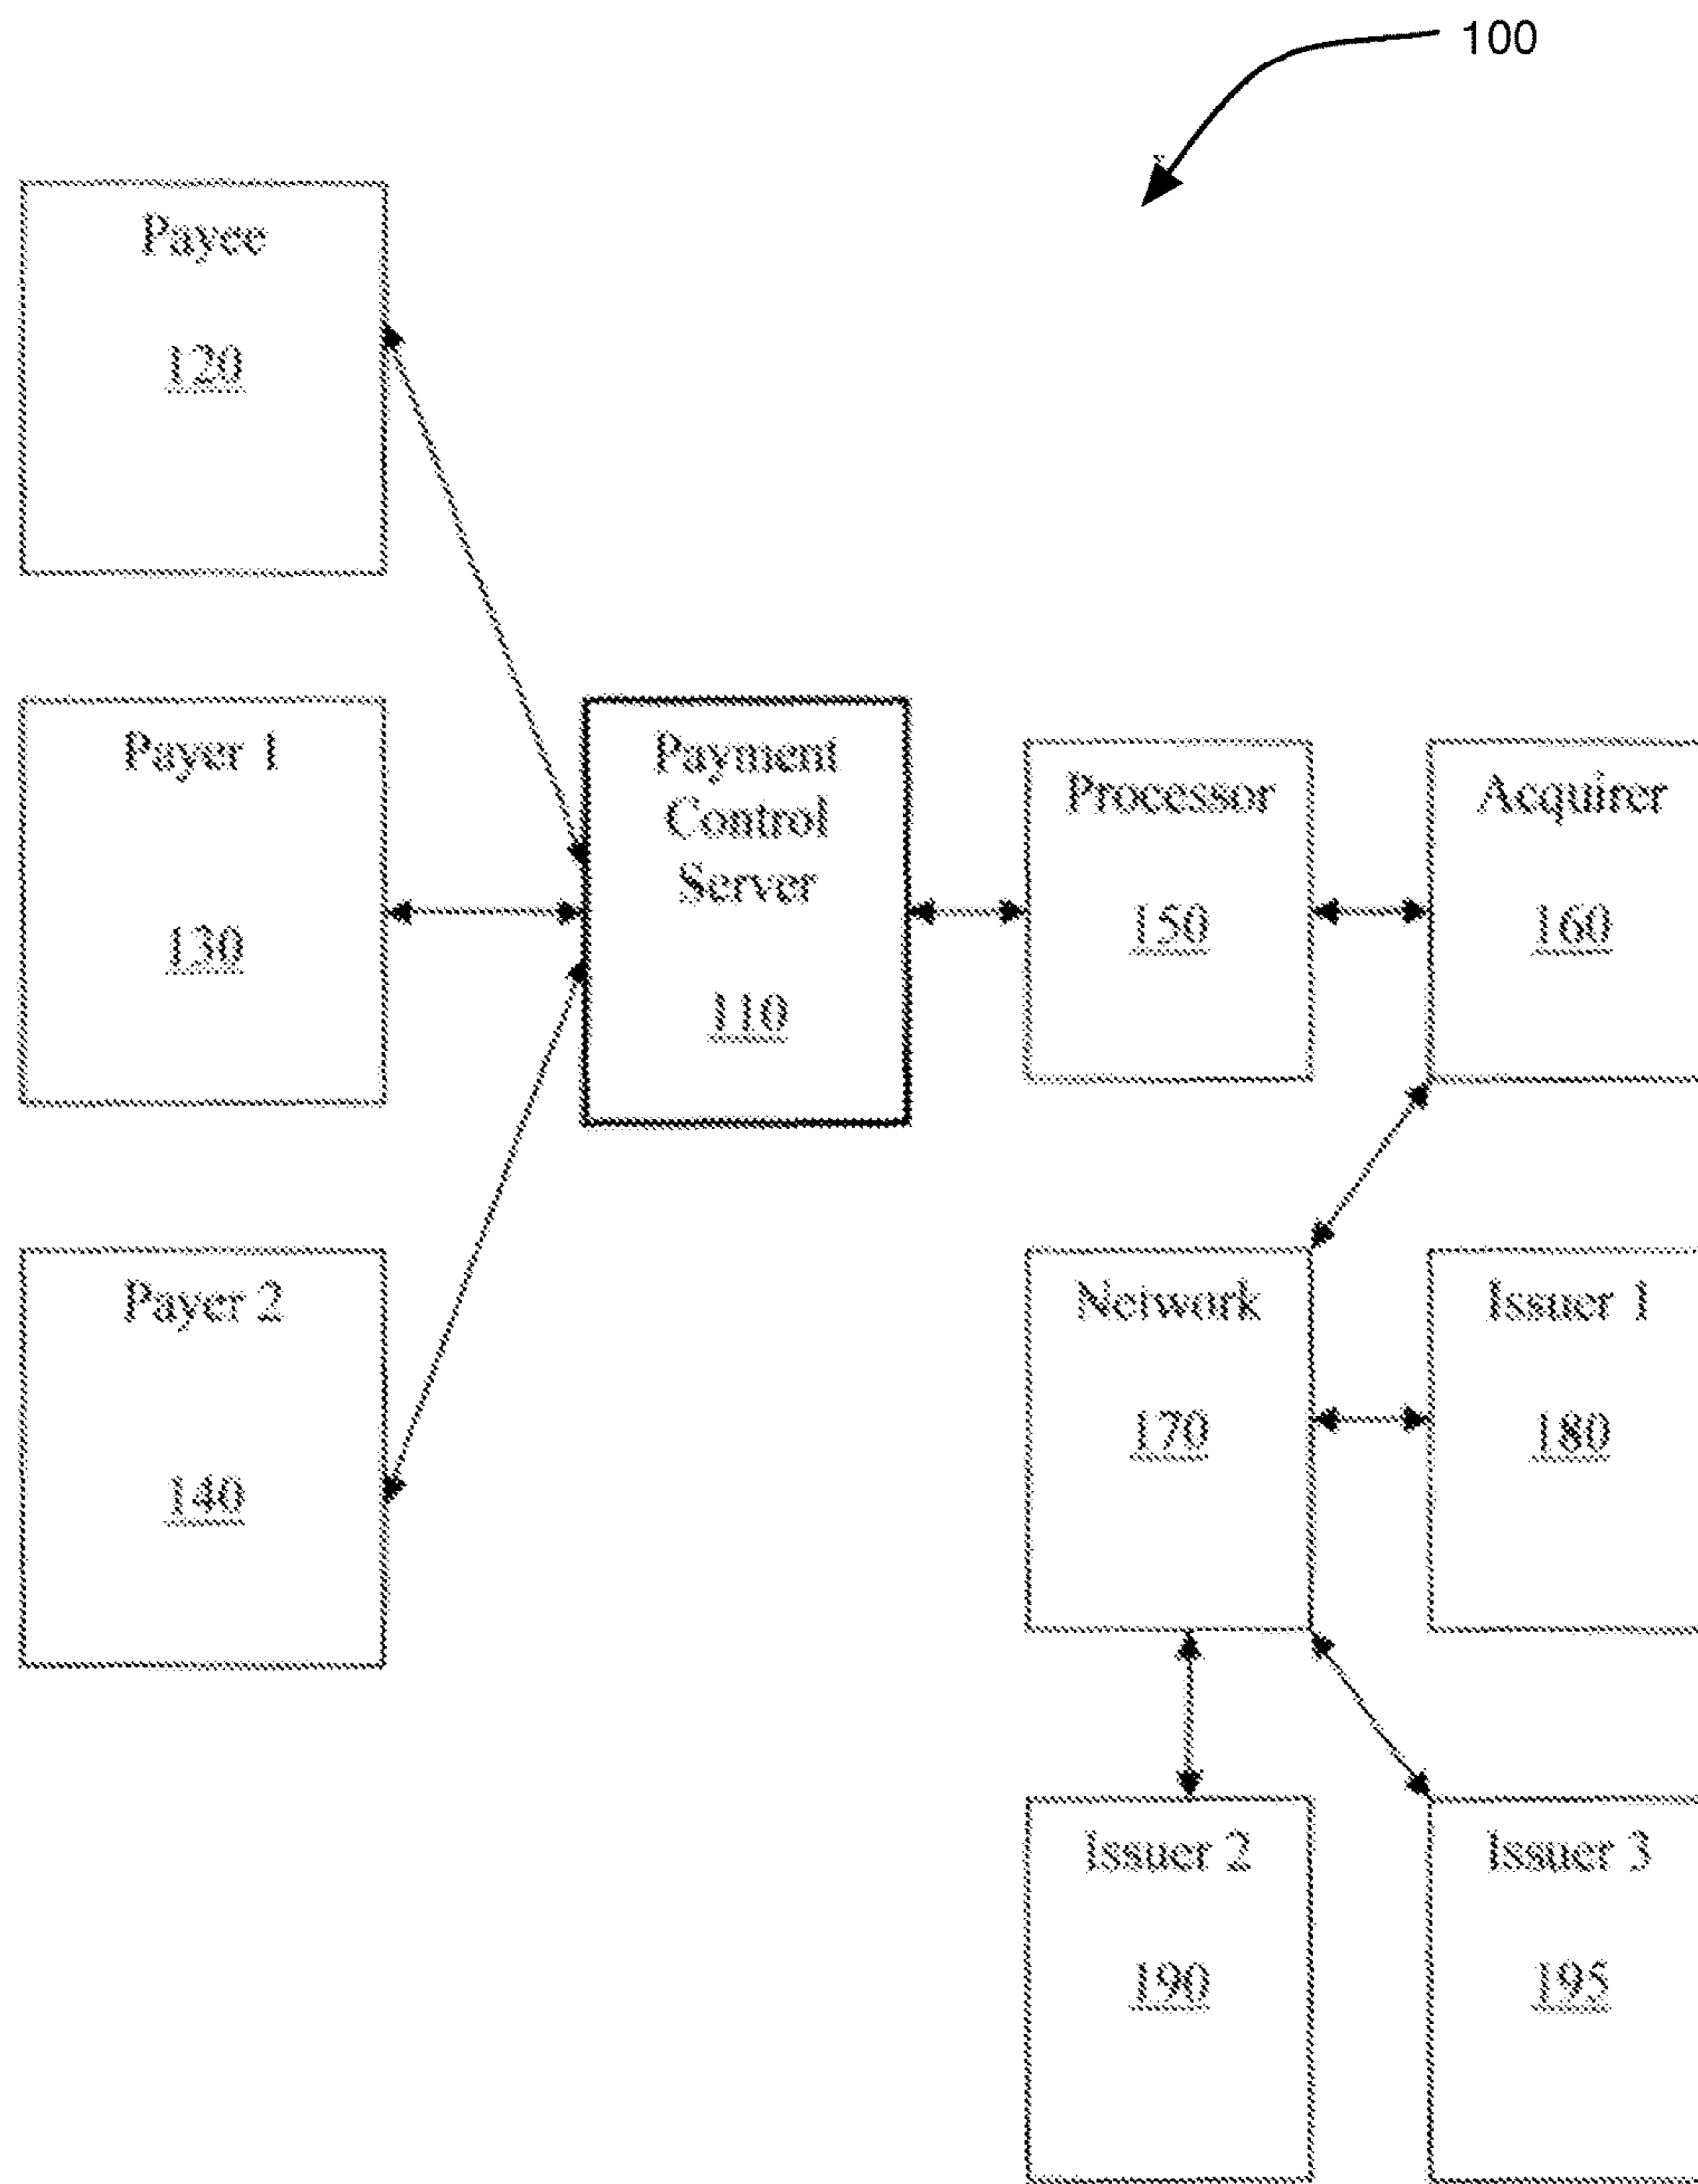 100
Payee
120
Payer 1
130
Payment
Control
Server
110
Processor
150
Acquirer
160
Payer 2
140
Network
170
Issuer 1
180
Issuer 2
190
Issuer 3
195